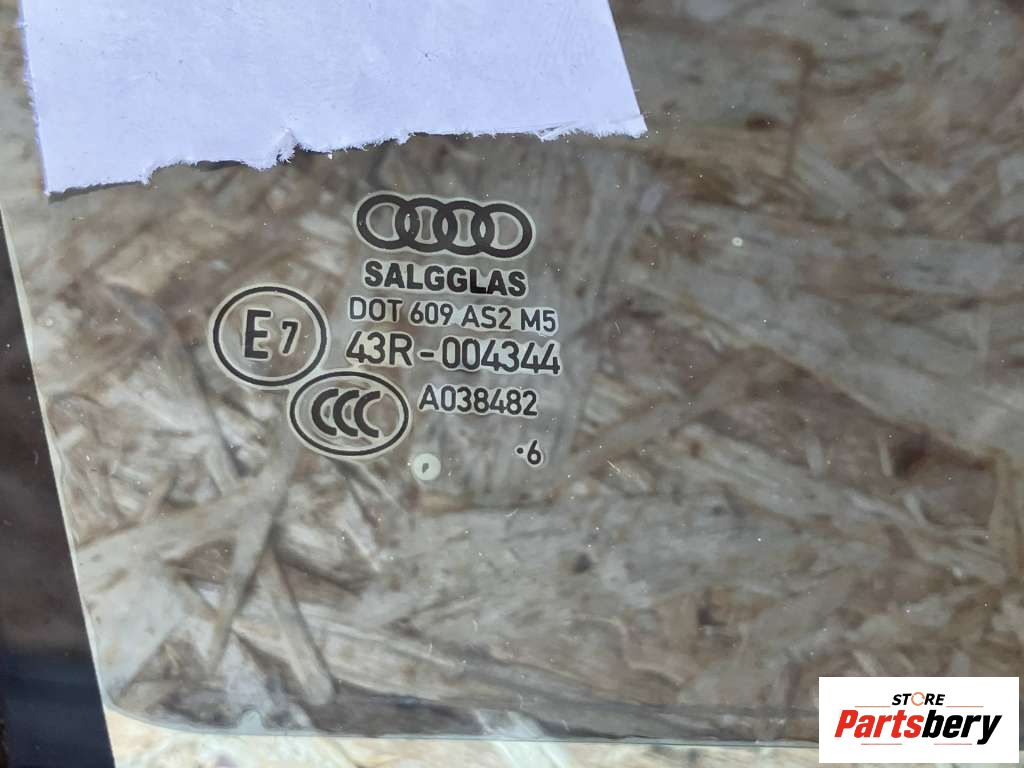 SALGGLAS
DOT 609 AS2 M5
E7
43R-004344
CCC
A038482
·6
STORE
Partsbery